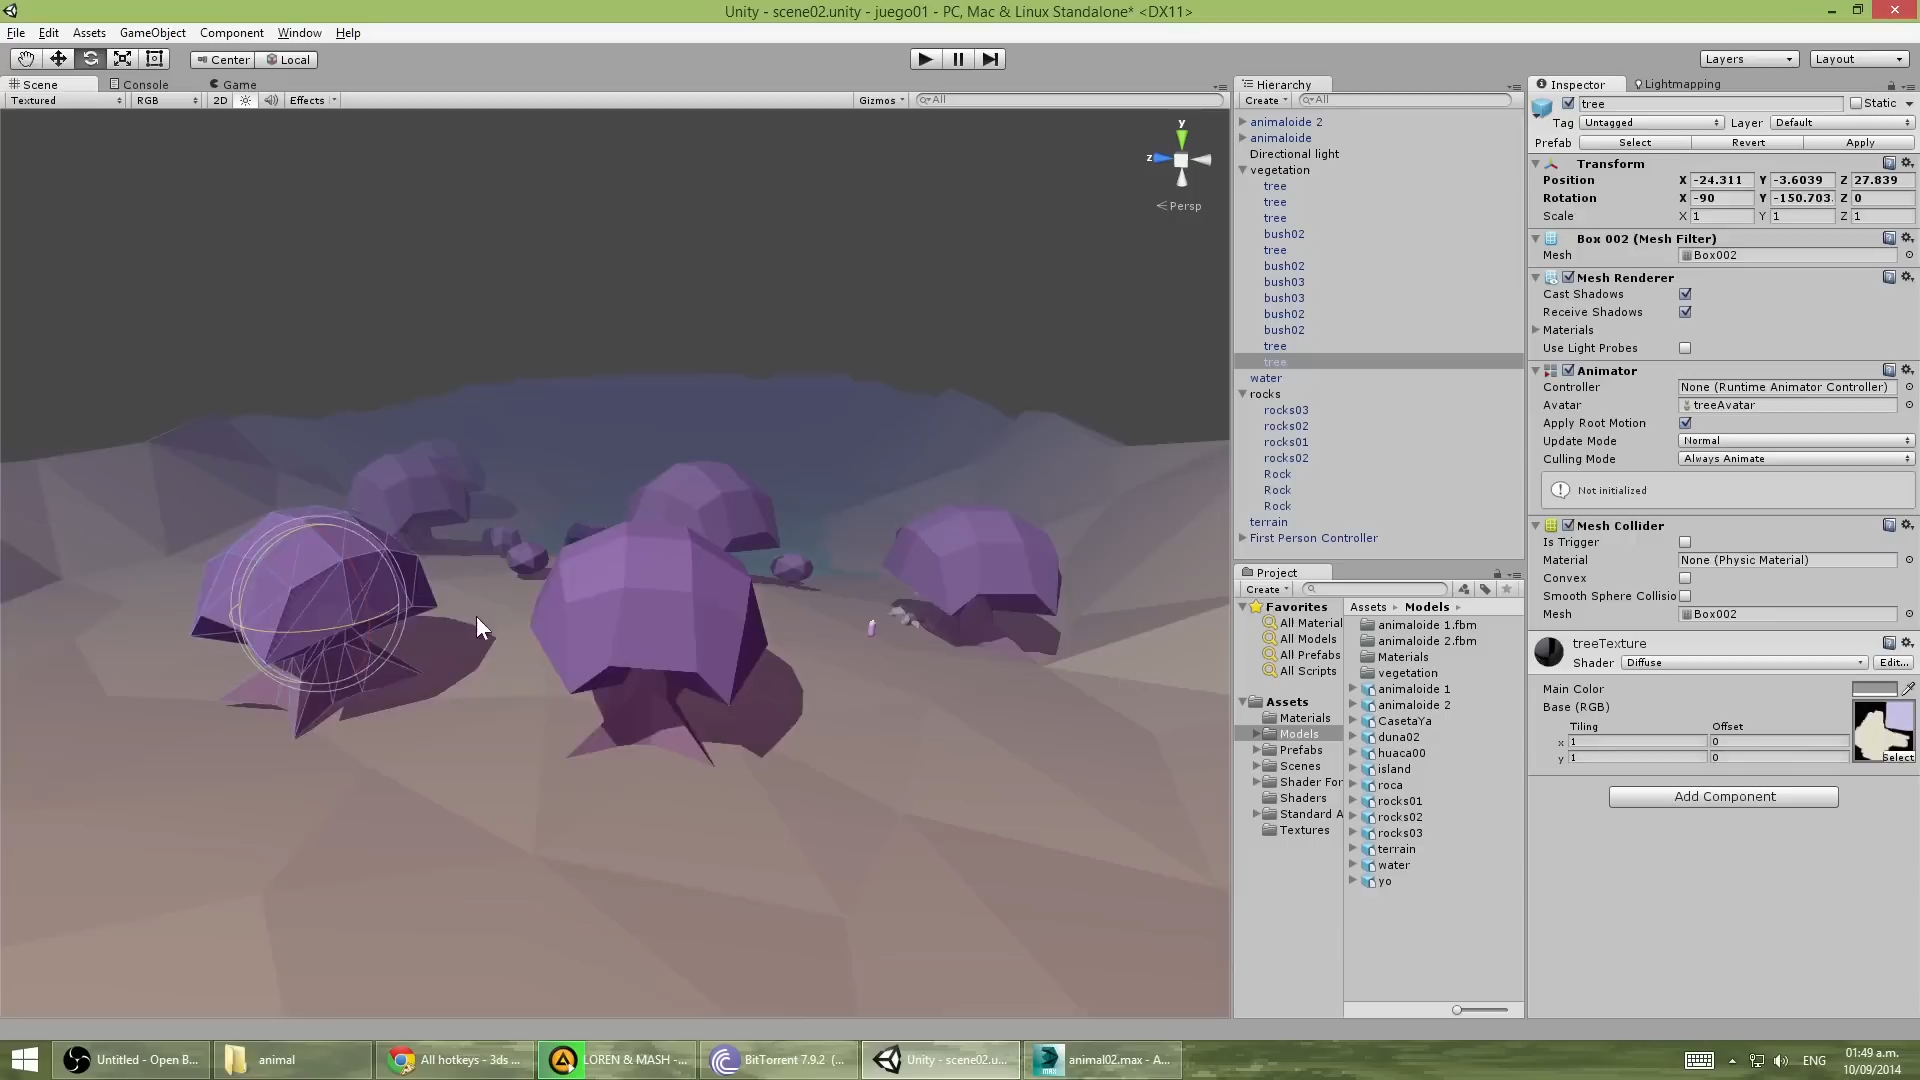 Unity - scene02.unity - juego01 - PC, Mac & Linux Standalone* <DX11>
File Edit Assets GameObject Component Window Help
Center Local
Layers Layout
Scene Console Game
Textured RGB 2D Effects Gizmos All
y
z
Persp
Hierarchy
Create All
animaloide 2
animaloide
Directional light
vegetation
tree
tree
tree
bush02
tree
bush02
bush03
bush03
bush02
bush02
tree
tree
water
rocks
rocks03
rocks02
rocks01
rocks02
Rock
Rock
Rock
terrain
First Person Controller
Project
Create
Favorites
All Material
All Models
All Prefabs
All Scripts
Assets
Materials
Models
Prefabs
Scenes
Shader For
Shaders
Standard A
Textures
Assets Models
animaloide 1.fbm
animaloide 2.fbm
Materials
vegetation
animaloide 1
animaloide 2
CasetaYa
duna02
huaca00
island
roca
rocks01
rocks02
rocks03
terrain
water
yo
Inspector Lightmapping
tree Static
Tag Untagged Layer Default
Prefab Select Revert Apply
Transform
Position X -24.311 Y -3.6039 Z 27.839
Rotation X -90 Y -150.703 Z 0
Scale X 1 Y 1 Z 1
Box 002 (Mesh Filter)
Mesh Box002
Mesh Renderer
Cast Shadows
Receive Shadows
Materials
Use Light Probes
Animator
Controller None (Runtime Animator Controller)
Avatar treeAvatar
Apply Root Motion
Update Mode Normal
Culling Mode Always Animate
Not initialized
Mesh Collider
Is Trigger
Material None (Physic Material)
Convex
Smooth Sphere Collisio
Mesh Box002
treeTexture
Shader Diffuse Edit...
Main Color
Base (RGB)
Tiling Offset
x 1 0
y 1 0
Select
Add Component
Untitled - Open B... animal All hotkeys - 3ds ... LOREN & MASH -... BitTorrent 7.9.2 (... Unity - scene02.u... animal02.max - A...
ENG
01:49 a.m.
10/09/2014